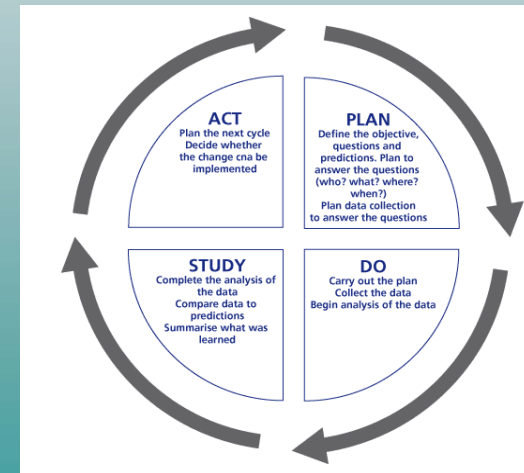 ACT
Plan the next cycle
Decide whether
the change cna be
implemented
PLAN
Define the objective,
questions and
predictions. Plan to
answer the questions
(who? what? where?
when?)
Plan data collection
to answer the questions
STUDY
Complete the analysis of
the data
Compare data to
predictions
Summarise what was
learned
DO
Carry out the plan
Collect the data
Begin analysis of the data